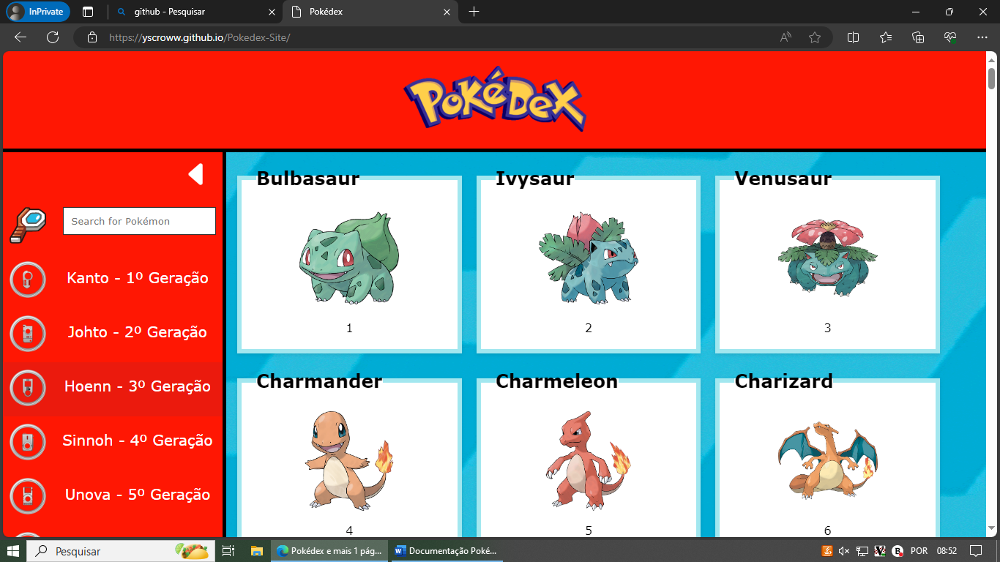 InPrivate
github - Pesquisar
Pokédex
https://yscroww.github.io/Pokedex-Site/
POKéDEX
Search for Pokémon
Kanto - 1º Geração
Johto - 2º Geração
Hoenn - 3º Geração
Sinnoh - 4º Geração
Unova - 5º Geração
Bulbasaur
Ivysaur
Venusaur
1
2
3
Charmander
Charmeleon
Charizard
4
5
6
Pesquisar
Pokédex e mais 1 pág...
Documentação Poké...
POR
08:52